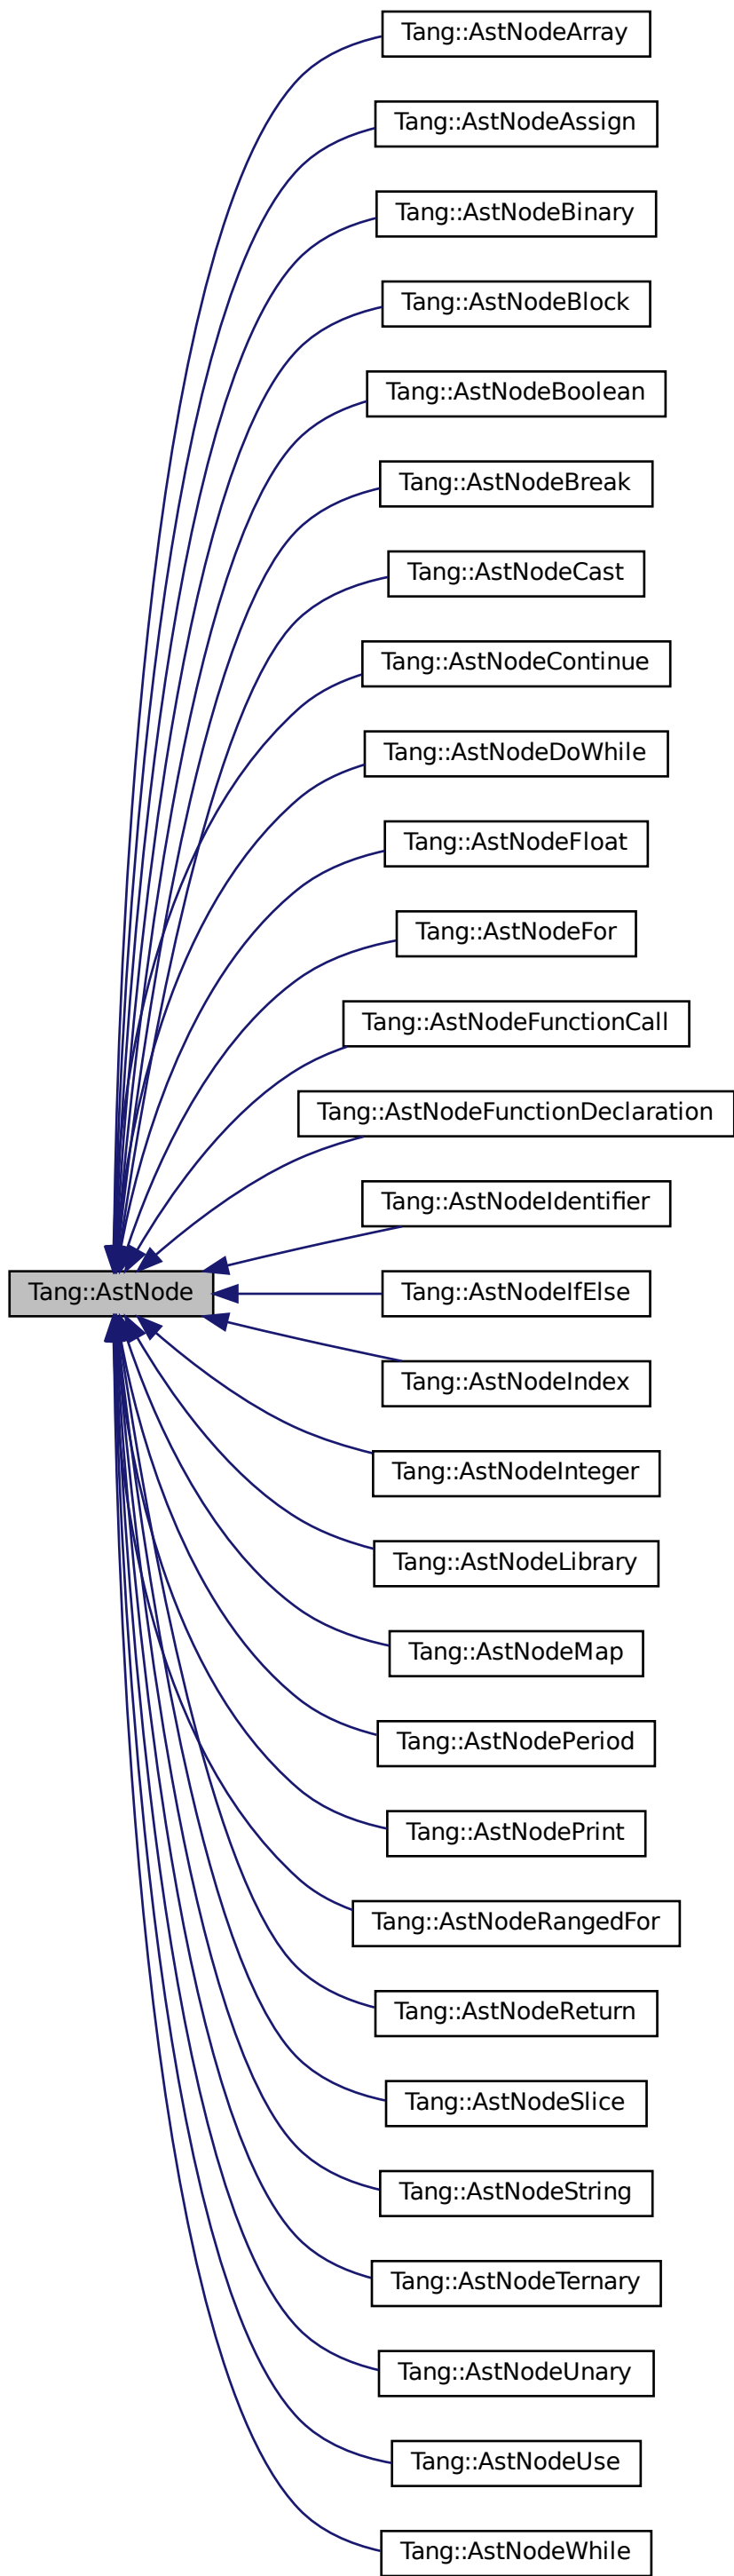 Tang::AstNodeArray
Tang::AstNodeAssign
Tang::AstNodeBinary
Tang::AstNodeBlock
Tang::AstNodeBoolean
Tang::AstNodeBreak
Tang::AstNodeCast
Tang::AstNodeContinue
Tang::AstNodeDoWhile
Tang::AstNodeFloat
Tang::AstNodeFor
Tang::AstNodeFunctionCall
Tang::AstNodeFunctionDeclaration
Tang::AstNodeIdentifier
Tang::AstNode
Tang::AstNodeIfElse
Tang::AstNodeIndex
Tang::AstNodeInteger
Tang::AstNodeLibrary
Tang::AstNodeMap
Tang::AstNodePeriod
Tang::AstNodePrint
Tang::AstNodeRangedFor
Tang::AstNodeReturn
Tang::AstNodeSlice
Tang::AstNodeString
Tang::AstNodeTernary
Tang::AstNodeUnary
Tang::AstNodeUse
Tang::AstNodeWhile